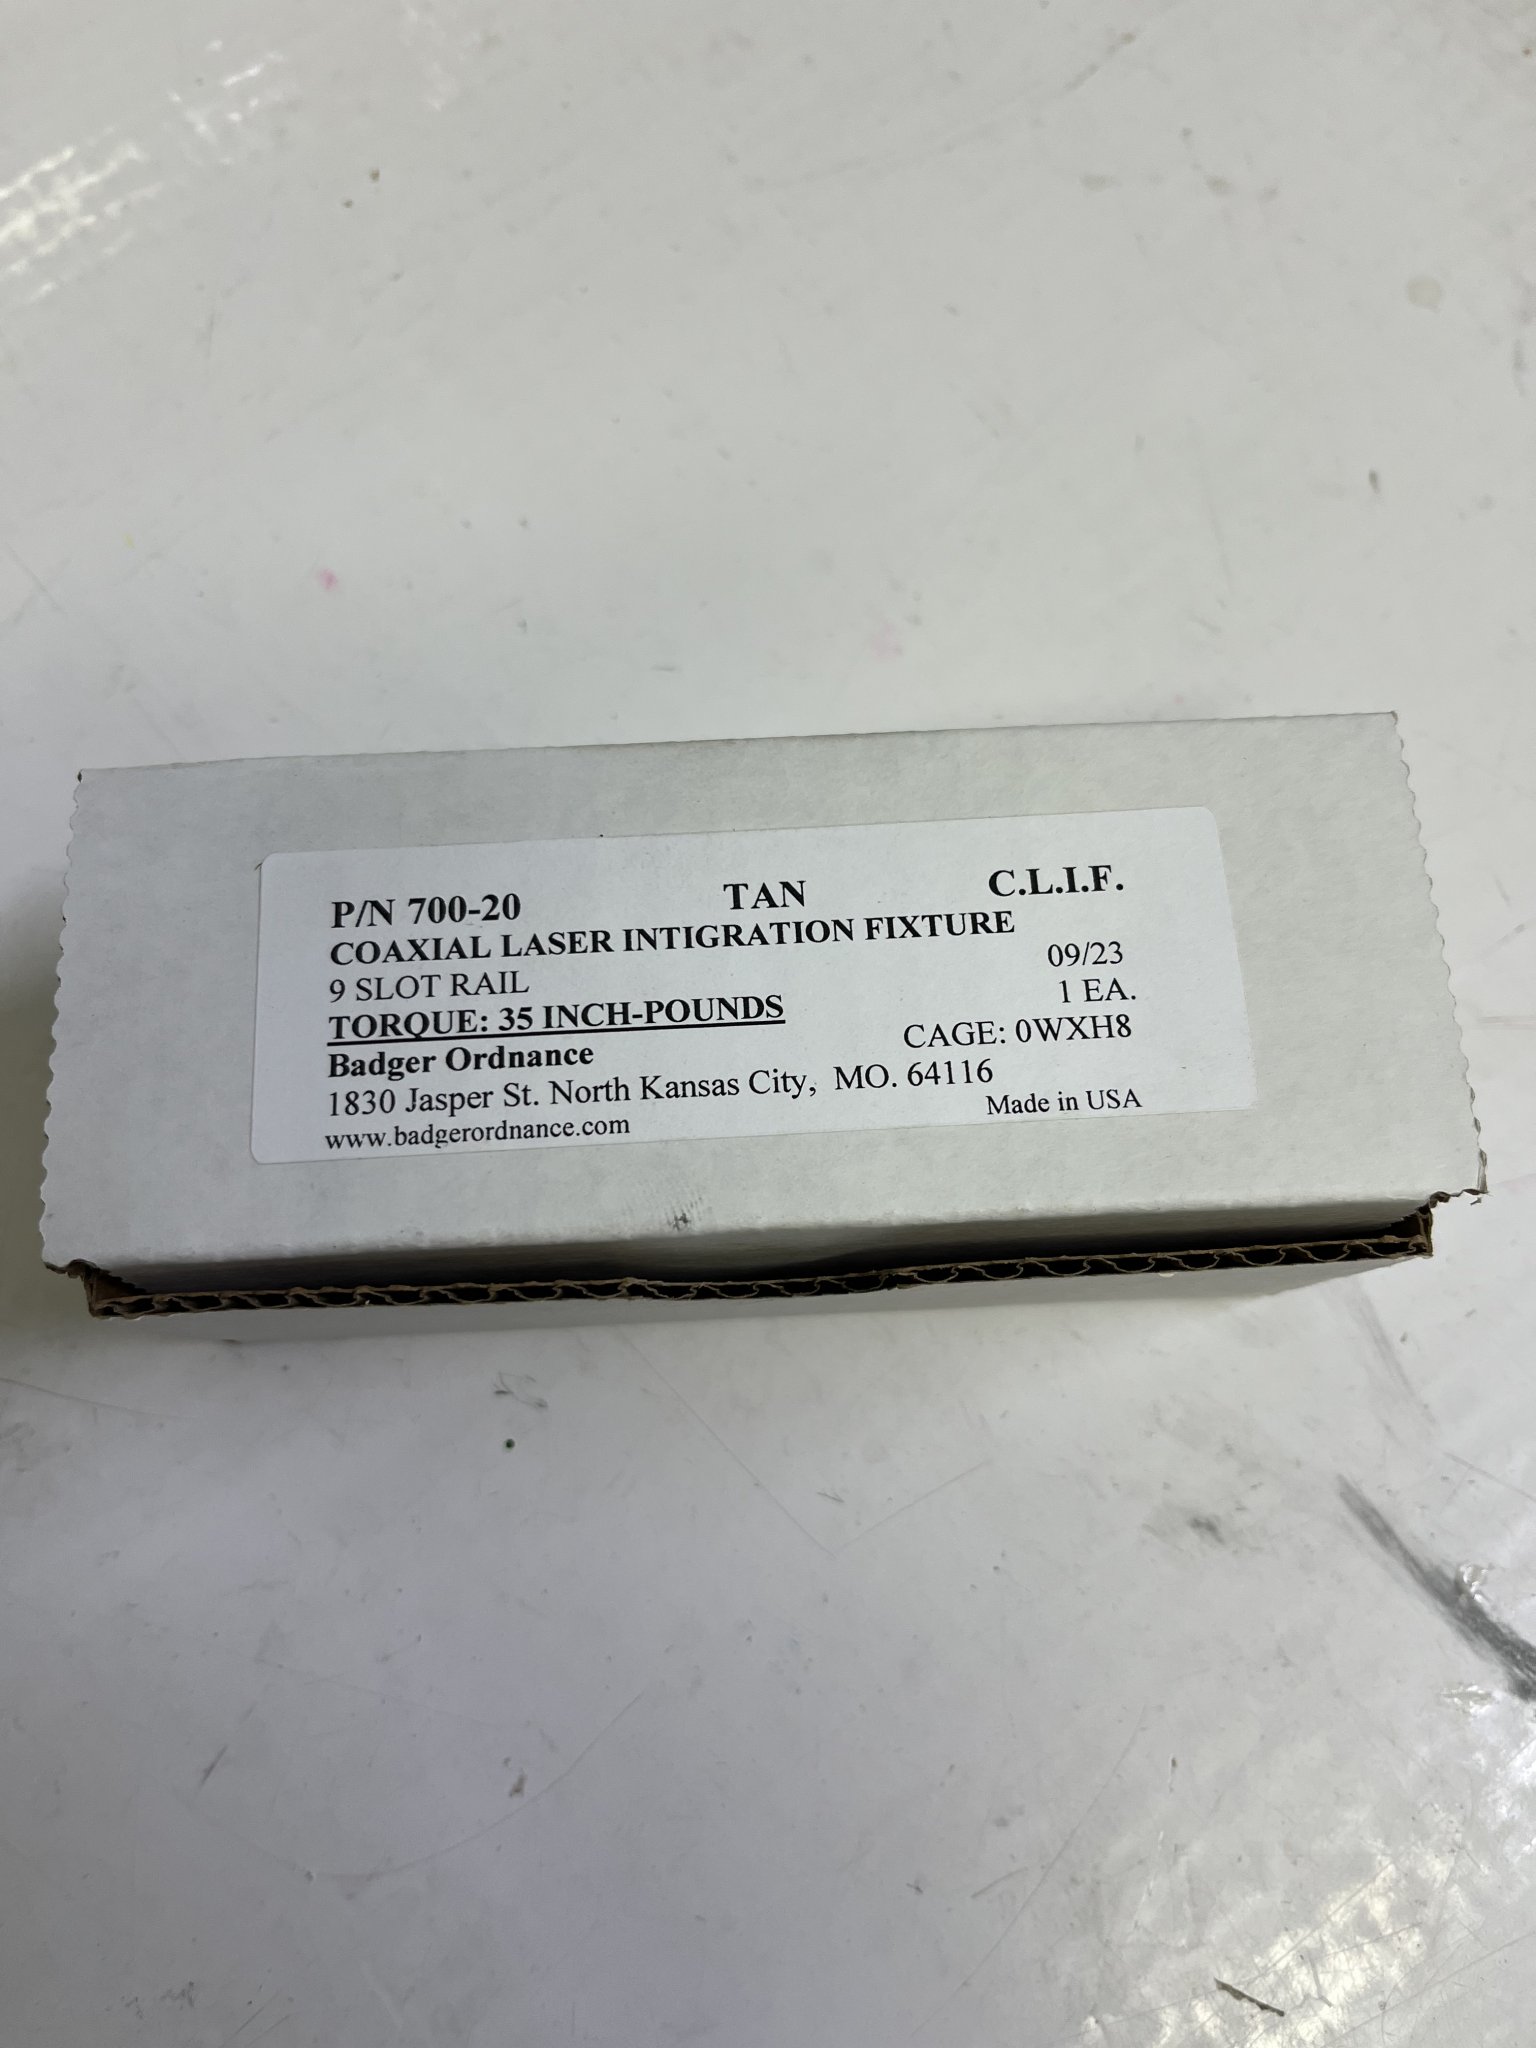 P/N 700-20 TAN C.L.I.F.
COAXIAL LASER INTIGRATION FIXTURE
9 SLOT RAIL 09/23
TORQUE: 35 INCH-POUNDS 1 EA.
Badger Ordnance CAGE: 0WXH8
1830 Jasper St. North Kansas City, MO. 64116
www.badgerordnance.com Made in USA